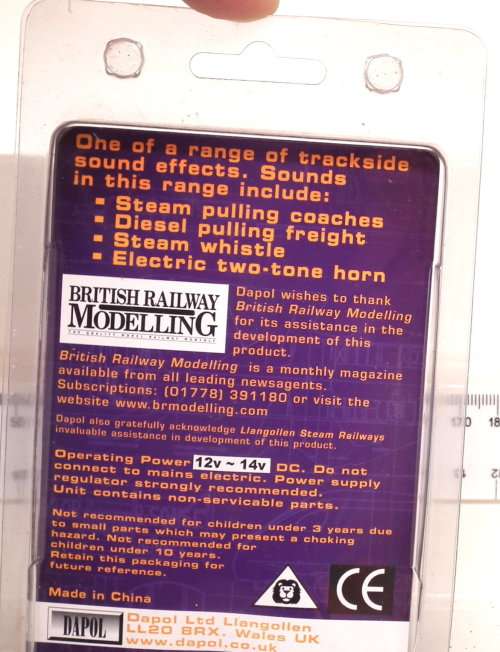 One of a range of trackside
sound effects. Sounds
in this range include:
▪ Steam pulling coaches
▪ Diesel pulling freight
▪ Steam whistle
▪ Electric two-tone horn
BRITISH RAILWAY
MODELLING
THE QUALITY MODEL RAILWAY MONTHLY
Dapol wishes to thank
British Railway Modelling
for its assistance in the
development of this
product.
British Railway Modelling is a monthly magazine
available from all leading newsagents.
Subscriptions: (01778) 391180 or visit the
website www.brmodelling.com
Dapol also gratefully acknowledge Llangollen Steam Railways
invaluable assistance in development of this product.
Operating Power 12v ~ 14v DC. Do not
connect to mains electric. Power supply
regulator strongly recommended.
Unit contains non-servicable parts.
Not recommended for children under 3 years due
to small parts which may present a choking
hazard. Not recommended for
children under 10 years.
Retain this packaging for
future reference.
CE
Made in China
DAPOL
Dapol Ltd Llangollen
LL20 8RX. Wales UK
www.dapol.co.uk